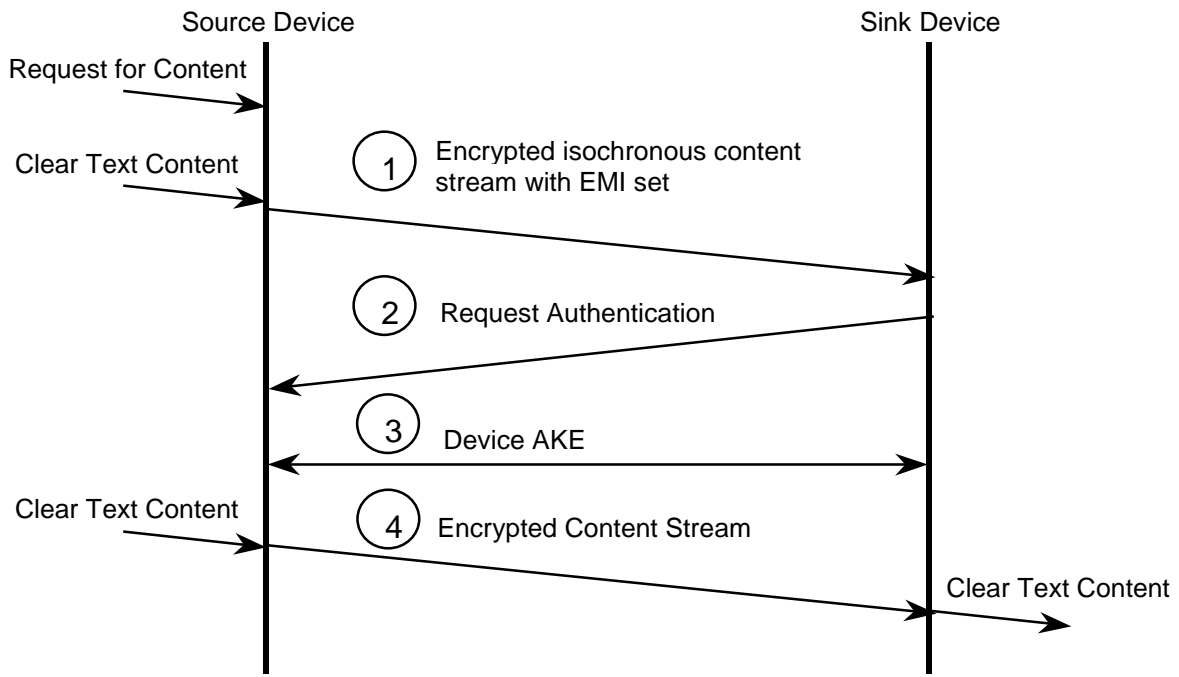 Source Device
Sink Device
Request for Content
Clear Text Content
1
Encrypted isochronous content
stream with EMI set
2
Request Authentication
3
Device AKE
Clear Text Content
4
Encrypted Content Stream
Clear Text Content